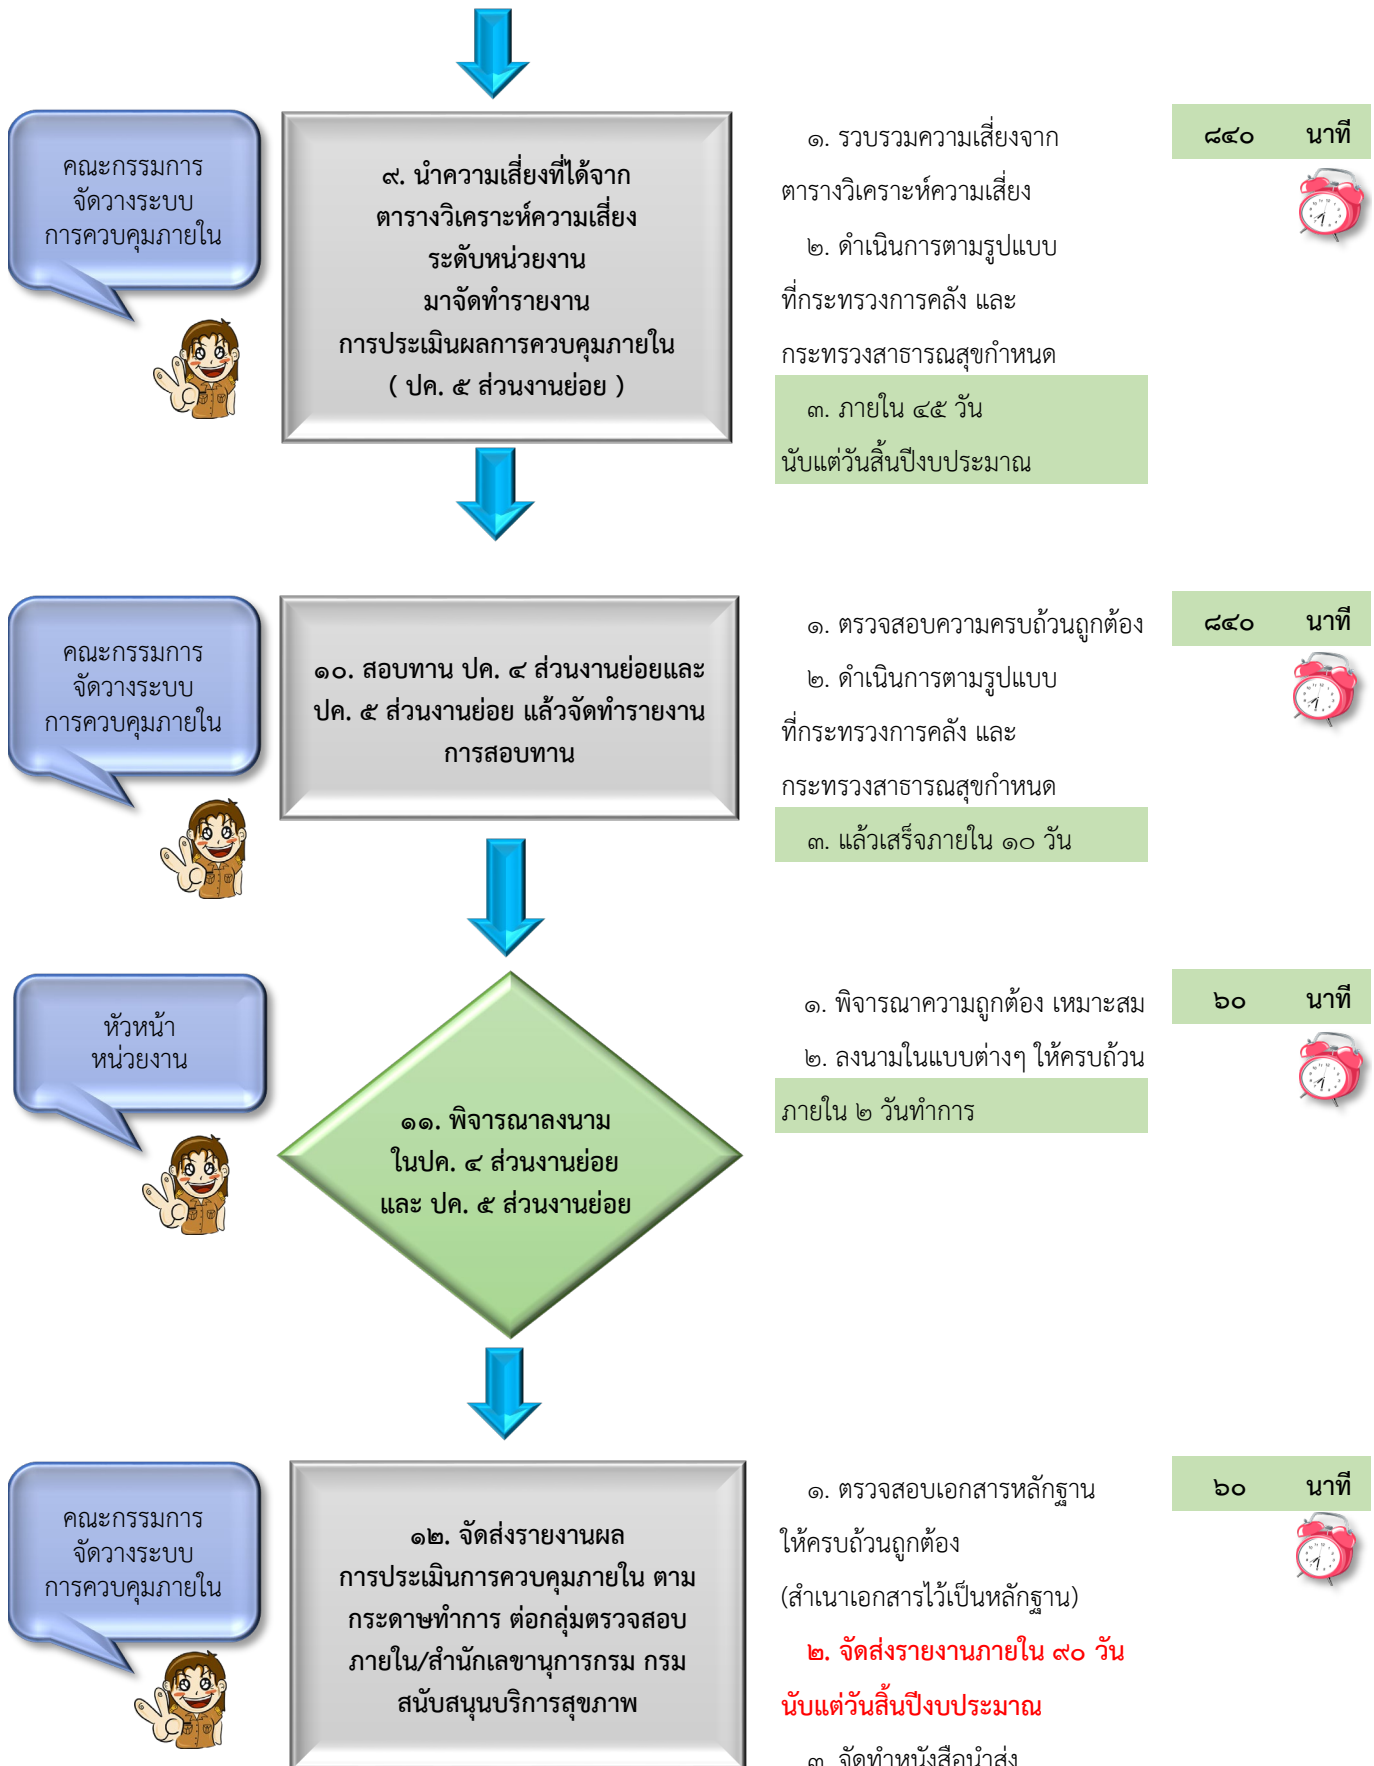 คณะกรรมการ
จัดวางระบบ
การควบคุมภายใน
๙. นำความเสี่ยงที่ได้จาก
ตารางวิเคราะห์ความเสี่ยง
ระดับหน่วยงาน
มาจัดทำรายงาน
การประเมินผลการควบคุมภายใน
( ปค. ๕ ส่วนงานย่อย )
๑. รวบรวมความเสี่ยงจาก
ตารางวิเคราะห์ความเสี่ยง
๒. ดำเนินการตามรูปแบบ
ที่กระทรวงการคลัง และ
กระทรวงสาธารณสุขกำหนด
๓. ภายใน ๔๕ วัน
นับแต่วันสิ้นปีงบประมาณ
๘๔๐ นาที
คณะกรรมการ
จัดวางระบบ
การควบคุมภายใน
๑๐. สอบทาน ปค. ๔ ส่วนงานย่อยและ
ปค. ๕ ส่วนงานย่อย แล้วจัดทำรายงาน
การสอบทาน
๑. ตรวจสอบความครบถ้วนถูกต้อง
๒. ดำเนินการตามรูปแบบ
ที่กระทรวงการคลัง และ
กระทรวงสาธารณสุขกำหนด
๓. แล้วเสร็จภายใน ๑๐ วัน
๘๔๐ นาที
หัวหน้า
หน่วยงาน
๑๑. พิจารณาลงนาม
ในปค. ๔ ส่วนงานย่อย
และ ปค. ๕ ส่วนงานย่อย
๑. พิจารณาความถูกต้อง เหมาะสม
๒. ลงนามในแบบต่างๆ ให้ครบถ้วน
ภายใน ๒ วันทำการ
๖๐ นาที
คณะกรรมการ
จัดวางระบบ
การควบคุมภายใน
๑๒. จัดส่งรายงานผล
การประเมินการควบคุมภายใน ตาม
กระดาษทำการ ต่อกลุ่มตรวจสอบ
ภายใน/สำนักเลขานุการกรม กรม
สนับสนุนบริการสุขภาพ
๑. ตรวจสอบเอกสารหลักฐาน
ให้ครบถ้วนถูกต้อง
(สำเนาเอกสารไว้เป็นหลักฐาน)
๒. จัดส่งรายงานภายใน ๙๐ วัน
นับแต่วันสิ้นปีงบประมาณ
๓. จัดทำหนังสือนำส่ง
๖๐ นาที